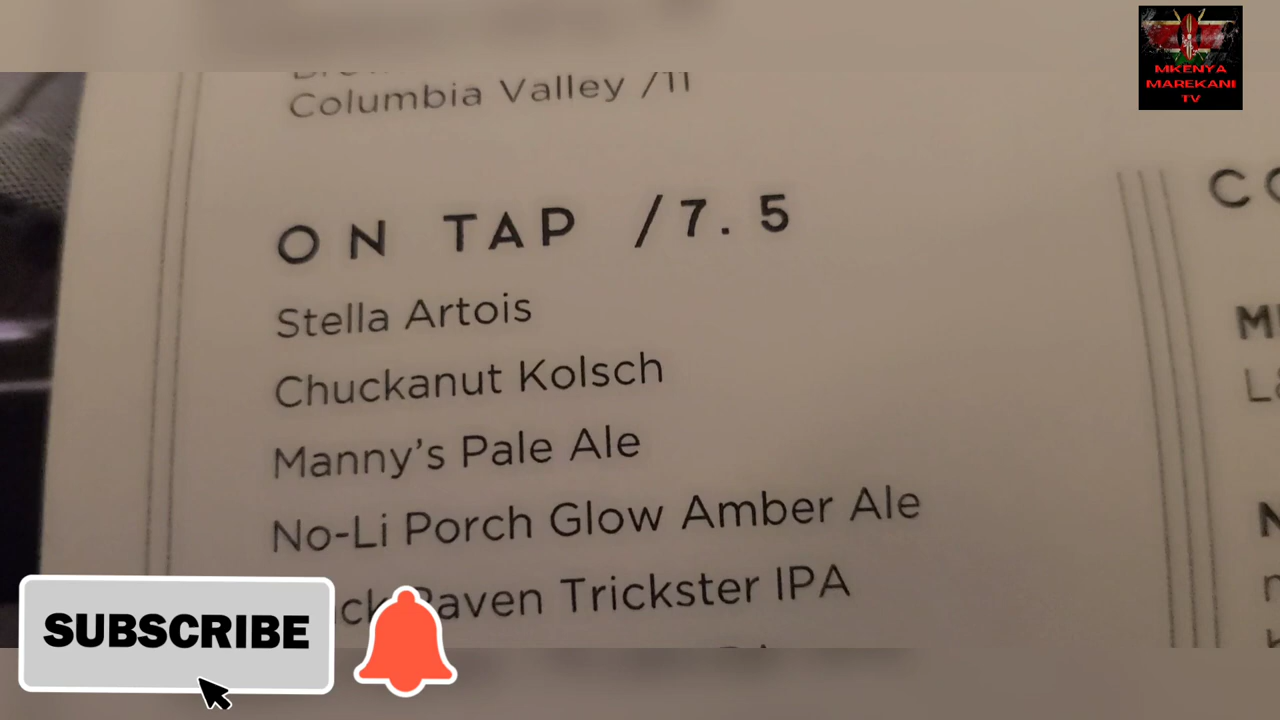 Columbia Valley /11
ON TAP /7.5
Stella Artois
Chuckanut Kolsch
Manny's Pale Ale
No-Li Porch Glow Amber Ale
Raven Trickster IPA
SUBSCRIBE
MKENYA
MAREKANI
TV